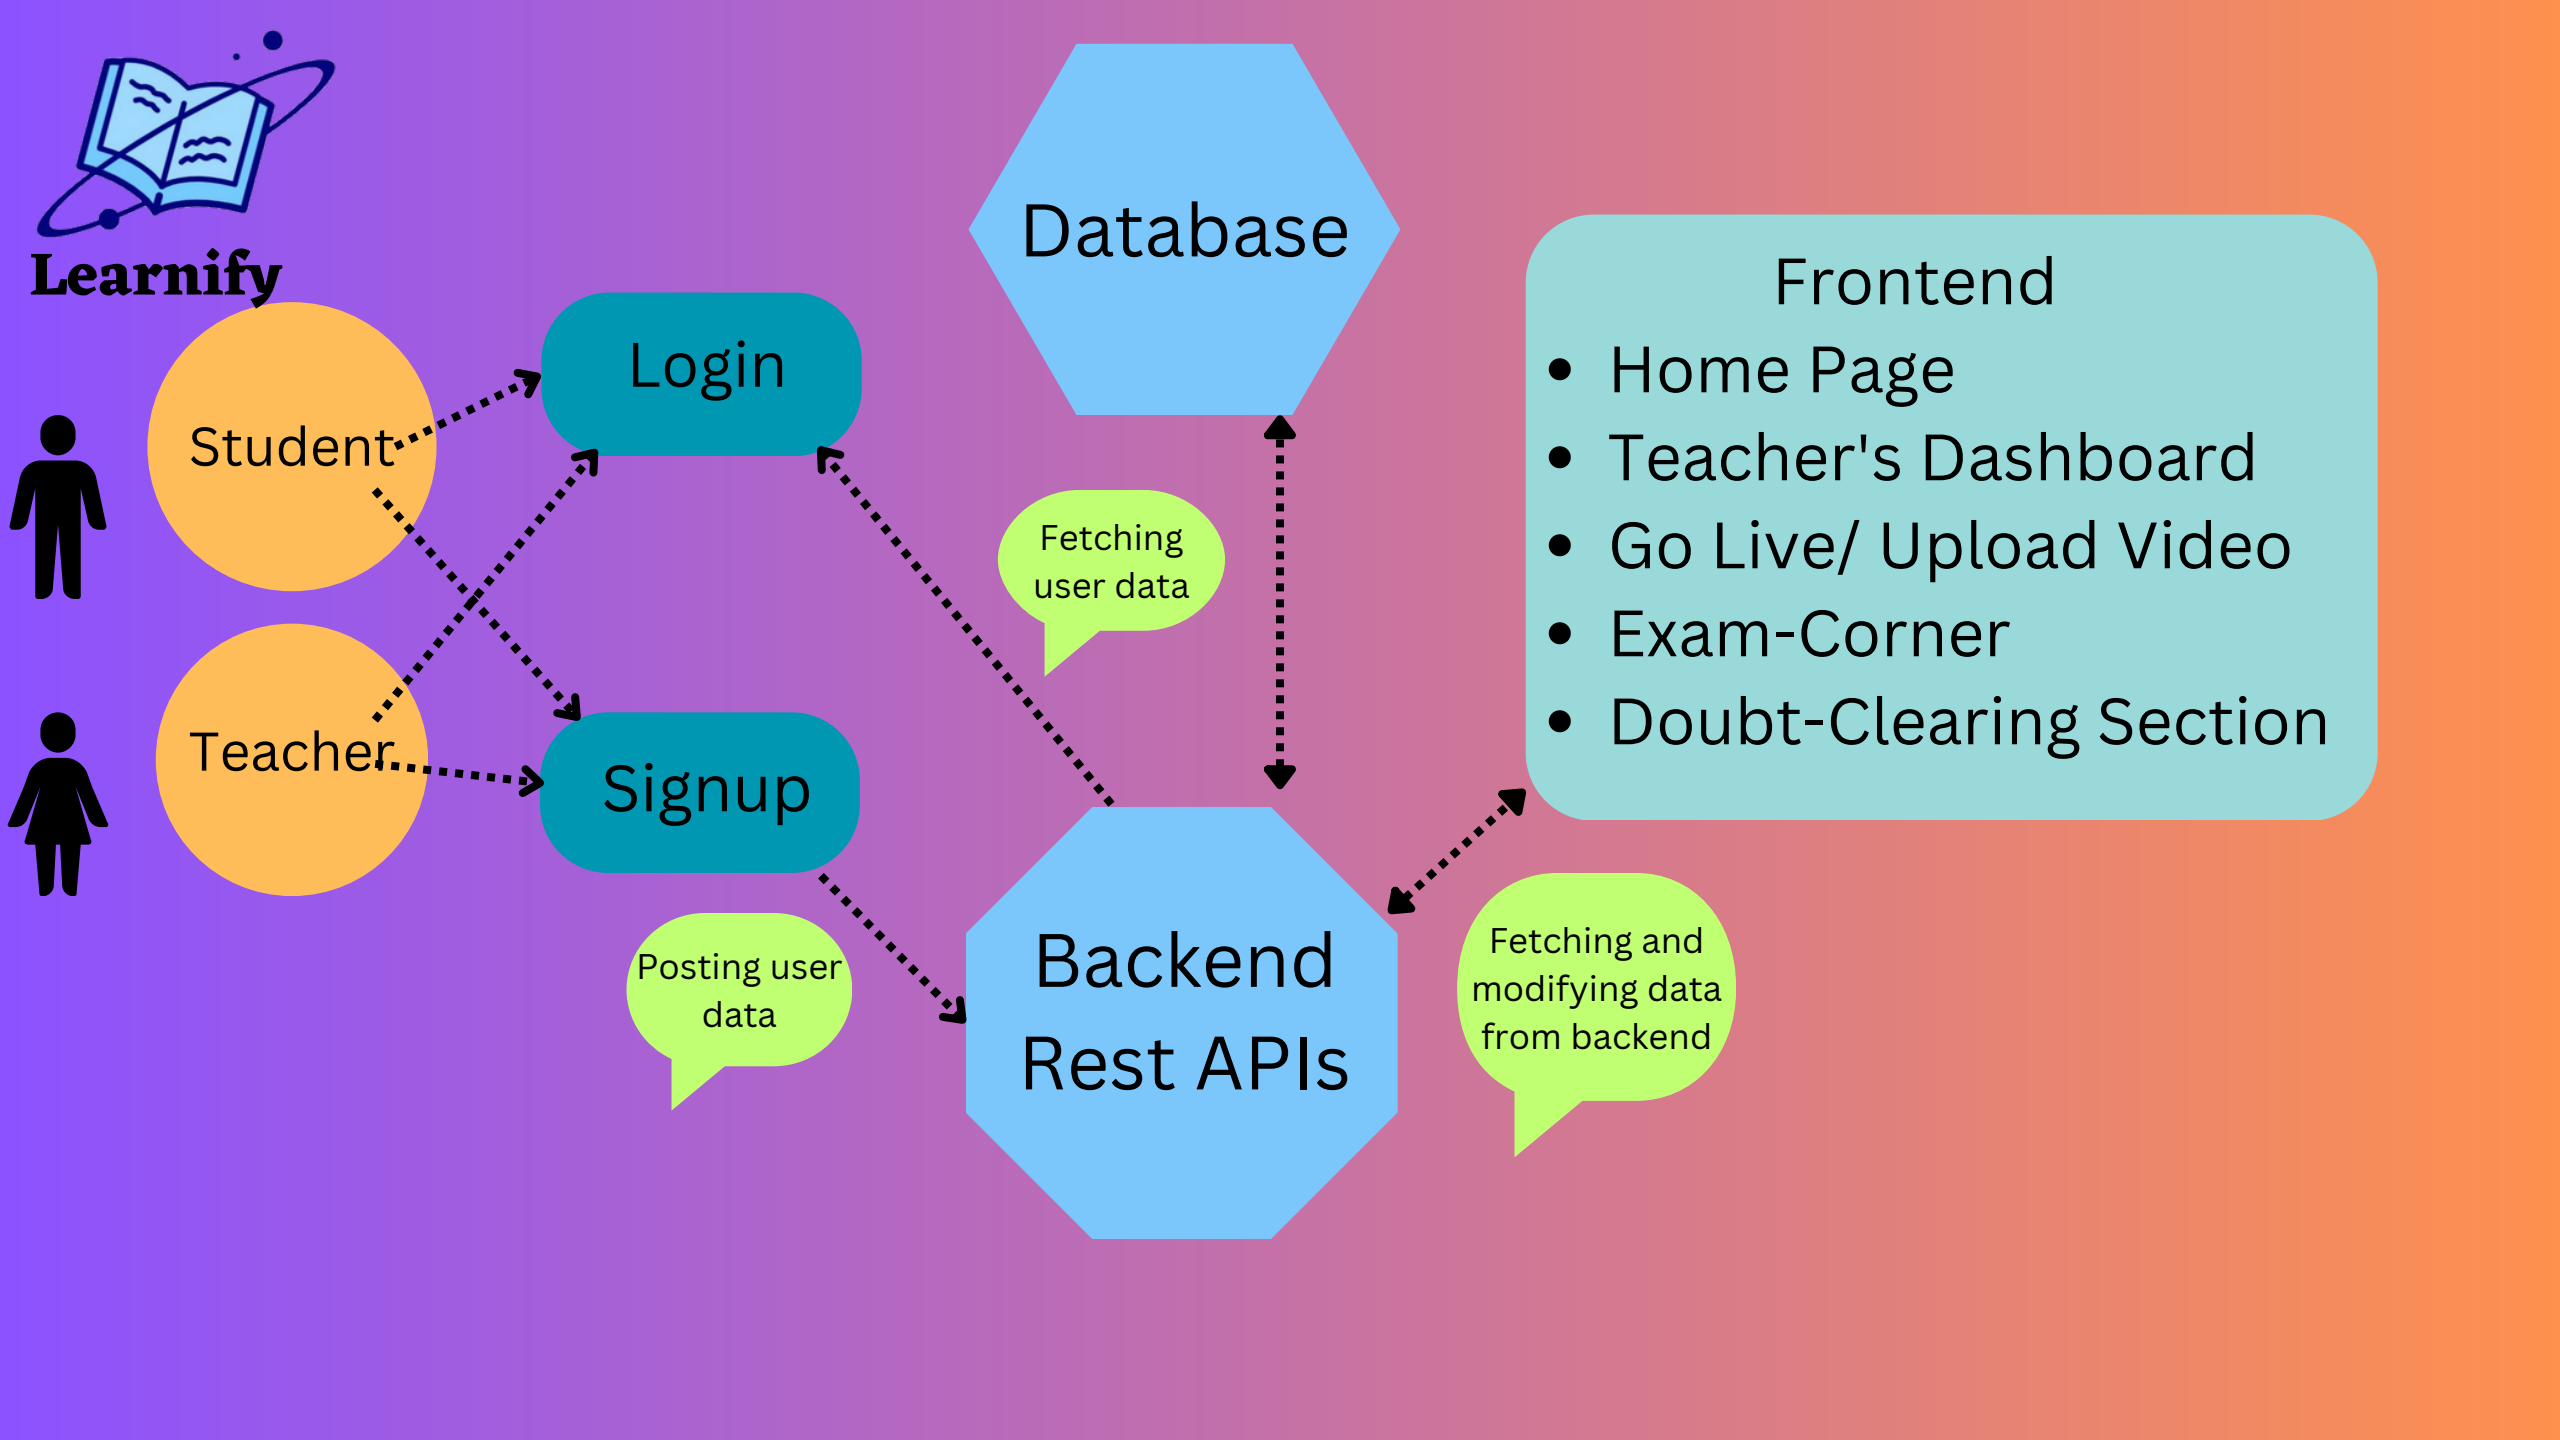 Learnify
Student
Teacher
Login
Signup
Posting user
data
Database
Fetching
user data
Backend
Rest APIs
Frontend
• Home Page
• Teacher's Dashboard
• Go Live/ Upload Video
• Exam-Corner
• Doubt-Clearing Section
Fetching and
modifying data
from backend